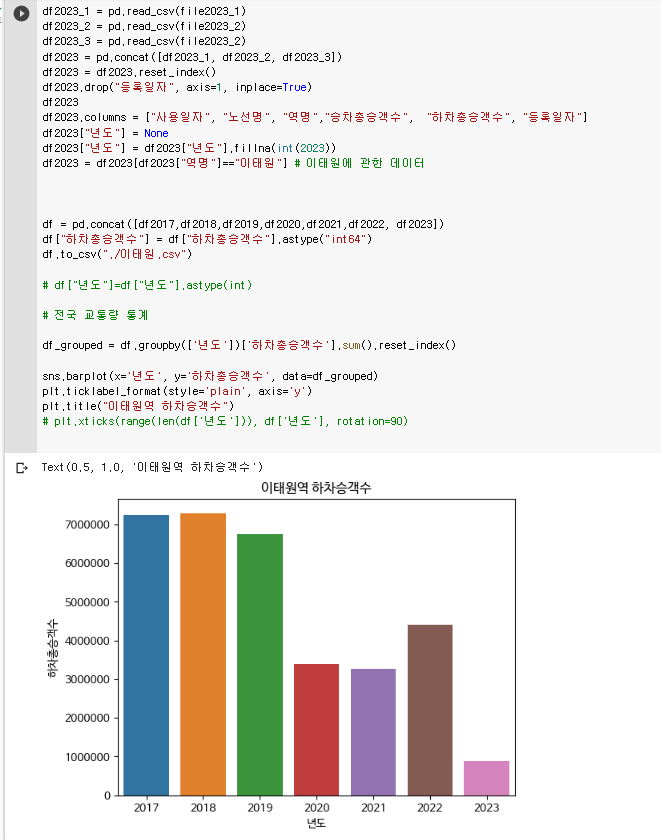 df2023_1 = pd.read_csv(file2023_1)
df2023_2 = pd.read_csv(file2023_2)
df2023_3 = pd.read_csv(file2023_2)
df2023 = pd.concat([df2023_1, df2023_2, df2023_3])
df2023 = df2023.reset_index()
df2023.drop("등록일자", axis=1, inplace=True)
df2023
df2023.columns = ["사용일자", "노선명", "역명","승차총승객수",  "하차총승객수", "등록일자"]
df2023["년도"] = None
df2023["년도"] = df2023["년도"].fillna(int(2023))
df2023 = df2023[df2023["역명"]=="이태원"] # 이태원에 관한 데이터
df = pd.concat([df2017,df2018,df2019,df2020,df2021,df2022, df2023])
df["하차총승객수"] = df["하차총승객수"].astype("int64")
df.to_csv("./이태원.csv")
# df["년도"]=df["년도"].astype(int)
# 전국 교통량 통계
df_grouped = df.groupby(['년도'])['하차총승객수'].sum().reset_index()
sns.barplot(x='년도', y='하차총승객수', data=df_grouped)
plt.ticklabel_format(style='plain', axis='y')
plt.title("이태원역 하차승객수")
# plt.xticks(range(len(df['년도'])), df['년도'], rotation=90)
Text(0.5, 1.0, '이태원역 하차승객수')
이태원역 하차승객수
7000000
6000000
5000000
4000000
3000000
2000000
1000000
0
하차총승객수
2017 2018 2019 2020 2021 2022 2023
년도